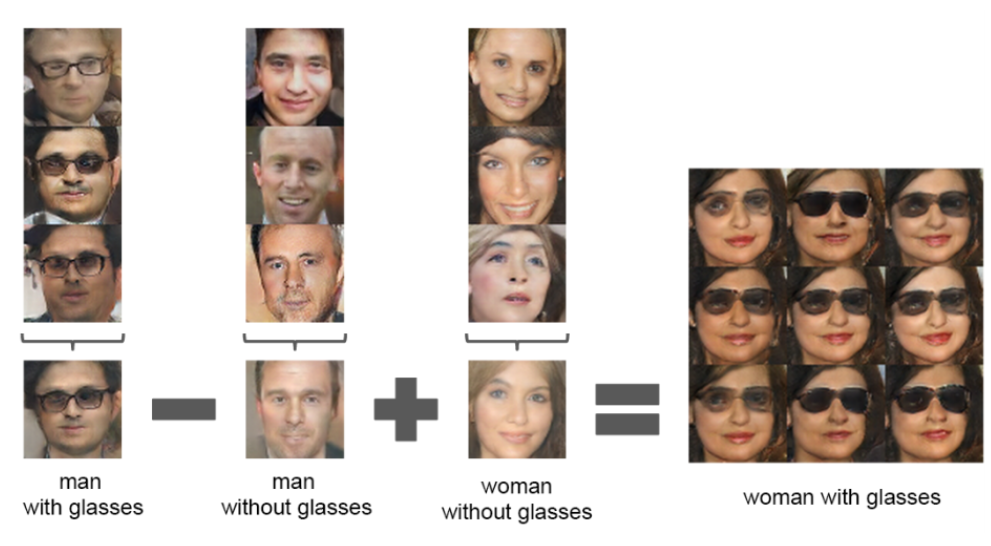 man
with glasses
man
without glasses
woman
without glasses
woman with glasses